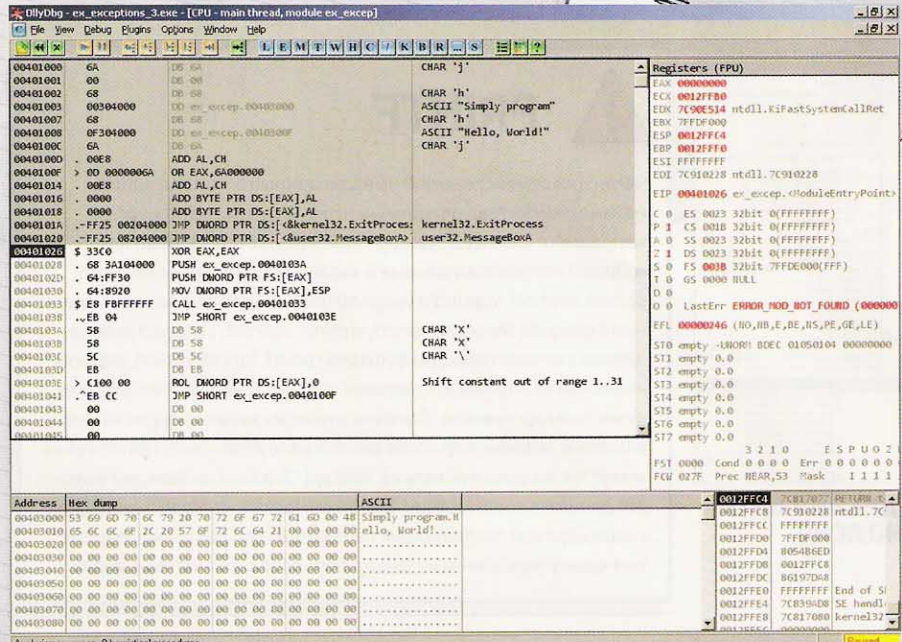 OllyDbg - ex_exceptions_3.exe - [CPU - main thread, module ex_excep]
C File View Debug Plugins Options Window Help
L E M T W H C / K B R ... S ?
00401000 6A DB 6A CHAR 'j'
00401001 00 DB 00
00401002 68 DB 68 CHAR 'h'
00401003 00304000 DD ex_excep.00403000 ASCII "Simply program"
00401007 68 DB 68 CHAR 'h'
00401008 0F304000 DD ex_excep.0040300F ASCII "Hello, World!"
0040100C 6A DB 6A CHAR 'j'
0040100D . 00E8 ADD AL,CH
0040100F > 0D 0000006A OR EAX,6A000000
00401014 . 00E8 ADD AL,CH
00401016 . 0000 ADD BYTE PTR DS:[EAX],AL
00401018 . 0000 ADD BYTE PTR DS:[EAX],AL
0040101A .-FF25 00204000 JMP DWORD PTR DS:[<&kernel32.ExitProces: kernel32.ExitProcess
00401020 .-FF25 08204000 JMP DWORD PTR DS:[<&user32.MessageBoxA> user32.MessageBoxA
00401026 $ 33C0 XOR EAX,EAX
00401028 . 68 3A104000 PUSH ex_excep.0040103A
0040102D . 64:FF30 PUSH DWORD PTR FS:[EAX]
00401030 . 64:8920 MOV DWORD PTR FS:[EAX],ESP
00401033 $ E8 FBFFFFFF CALL ex_excep.00401033
00401038 .,EB 04 JMP SHORT ex_excep.0040103E
0040103A 58 DB 58 CHAR 'X'
0040103B 58 DB 58 CHAR 'X'
0040103C 5C DB 5C CHAR '\'
0040103D EB DB EB
0040103E > C100 00 ROL DWORD PTR DS:[EAX],0 Shift constant out of range 1..31
00401041 .^EB CC JMP SHORT ex_excep.0040100F
00401043 00 DB 00
00401044 00 DB 00
00401045 00 DB 00
Registers (FPU)
EAX 00000000
ECX 0012FFB0
EDX 7C90E514 ntdll.KiFastSystemCallRet
EBX 7FFDF000
ESP 0012FFC4
EBP 0012FFF0
ESI FFFFFFFF
EDI 7C910228 ntdll.7C910228
EIP 00401026 ex_excep.<ModuleEntryPoint>
C 0 ES 0023 32bit 0(FFFFFFFF)
P 1 CS 001B 32bit 0(FFFFFFFF)
A 0 SS 0023 32bit 0(FFFFFFFF)
Z 1 DS 0023 32bit 0(FFFFFFFF)
S 0 FS 003B 32bit 7FFDE000(FFF)
T 0 GS 0000 NULL
D 0
O 0 LastErr ERROR_MOD_NOT_FOUND (000000
EFL 00000246 (NO,NB,E,BE,NS,PE,GE,LE)
ST0 empty -UNORM BDEC 01050104 00000000
ST1 empty 0.0
ST2 empty 0.0
ST3 empty 0.0
ST4 empty 0.0
ST5 empty 0.0
ST6 empty 0.0
ST7 empty 0.0
3 2 1 0 E S P U O Z
FST 0000 Cond 0 0 0 0 Err 0 0 0 0 0 0
FCW 027F Prec NEAR,53 Mask 1 1 1 1
Address Hex dump ASCII
00403000 53 69 6D 70 6C 79 20 70 72 6F 67 72 61 6D 00 48 Simply program.H
00403010 65 6C 6C 6F 2C 20 57 6F 72 6C 64 21 00 00 00 00 ello, World!....
00403020 00 00 00 00 00 00 00 00 00 00 00 00 00 00 00 00 ................
00403030 00 00 00 00 00 00 00 00 00 00 00 00 00 00 00 00 ................
00403040 00 00 00 00 00 00 00 00 00 00 00 00 00 00 00 00 ................
00403050 00 00 00 00 00 00 00 00 00 00 00 00 00 00 00 00 ................
00403060 00 00 00 00 00 00 00 00 00 00 00 00 00 00 00 00 ................
00403070 00 00 00 00 00 00 00 00 00 00 00 00 00 00 00 00 ................
00403080 00 00 00 00 00 00 00 00 00 00 00 00 00 00 00 00 ................
0012FFC4 7C817077 RETURN t
0012FFC8 7C910228 ntdll.7C
0012FFCC FFFFFFFF
0012FFD0 7FFDF000
0012FFD4 805486ED
0012FFD8 0012FFC8
0012FFDC 86197DA8
0012FFE0 FFFFFFFF End of S
0012FFE4 7C839AD8 SE handl
0012FFE8 7C817080 kernel32
Paused